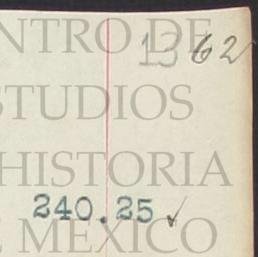 NTRO DE
1362
STUDIOS
HISTORIA
240.25 ✓
E MEXICO